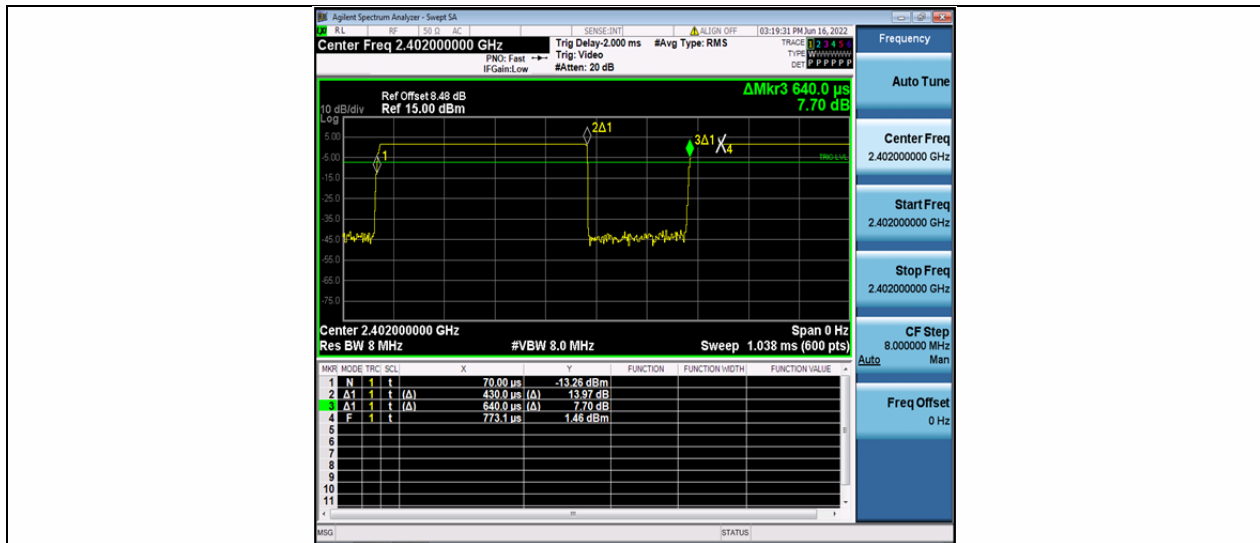 Agilent Spectrum Analyzer - Swept SA
RL RF 50 Ω AC SENSE:INT ALIGN OFF 03:19:31 PM Jun 16, 2022
Center Freq 2.402000000 GHz
PNO: Fast
IFGain:Low
Trig Delay-2.000 ms #Avg Type: RMS
Trig: Video
#Atten: 20 dB
TRACE 1 2 3 4 5 6
TYPE
DET P P P P P P
Frequency
Auto Tune
Center Freq
2.402000000 GHz
Start Freq
2.402000000 GHz
Stop Freq
2.402000000 GHz
CF Step
8.000000 MHz
Auto Man
Freq Offset
0 Hz
ΔMkr3 640.0 µs
7.70 dB
Ref Offset 8.48 dB
10 dB/div Ref 15.00 dBm
Log
5.00
-5.00
-15.0
-25.0
-35.0
-45.0
-55.0
-65.0
-75.0
1
2Δ1
3Δ1
4
TRIG LVL
Center 2.402000000 GHz Span 0 Hz
Res BW 8 MHz #VBW 8.0 MHz Sweep 1.038 ms (600 pts)
MKR MODE TRC SCL X Y FUNCTION FUNCTION WIDTH FUNCTION VALUE
1 N 1 t 70.00 µs -13.26 dBm
2 Δ1 1 t (Δ) 430.0 µs (Δ) 13.97 dB
3 Δ1 1 t (Δ) 640.0 µs (Δ) 7.70 dB
4 F 1 t 773.1 µs 1.46 dBm
5
6
7
8
9
10
11
MSG STATUS